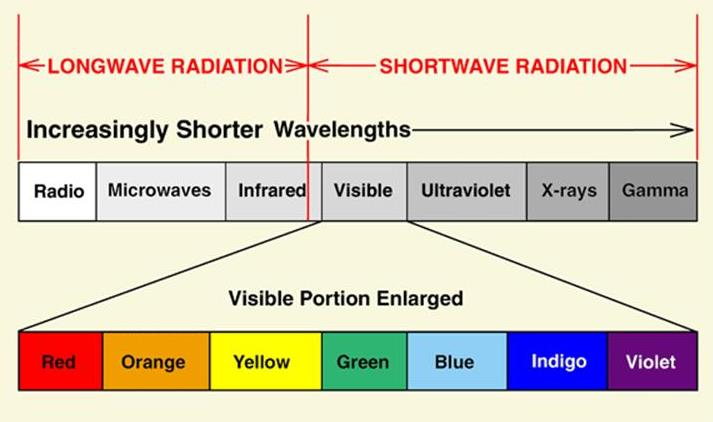 LONGWAVE RADIATION SHORTWAVE RADIATION
Increasingly Shorter Wavelengths
Radio Microwaves Infrared Visible Ultraviolet X-rays Gamma
Visible Portion Enlarged
Red Orange Yellow Green Blue Indigo Violet